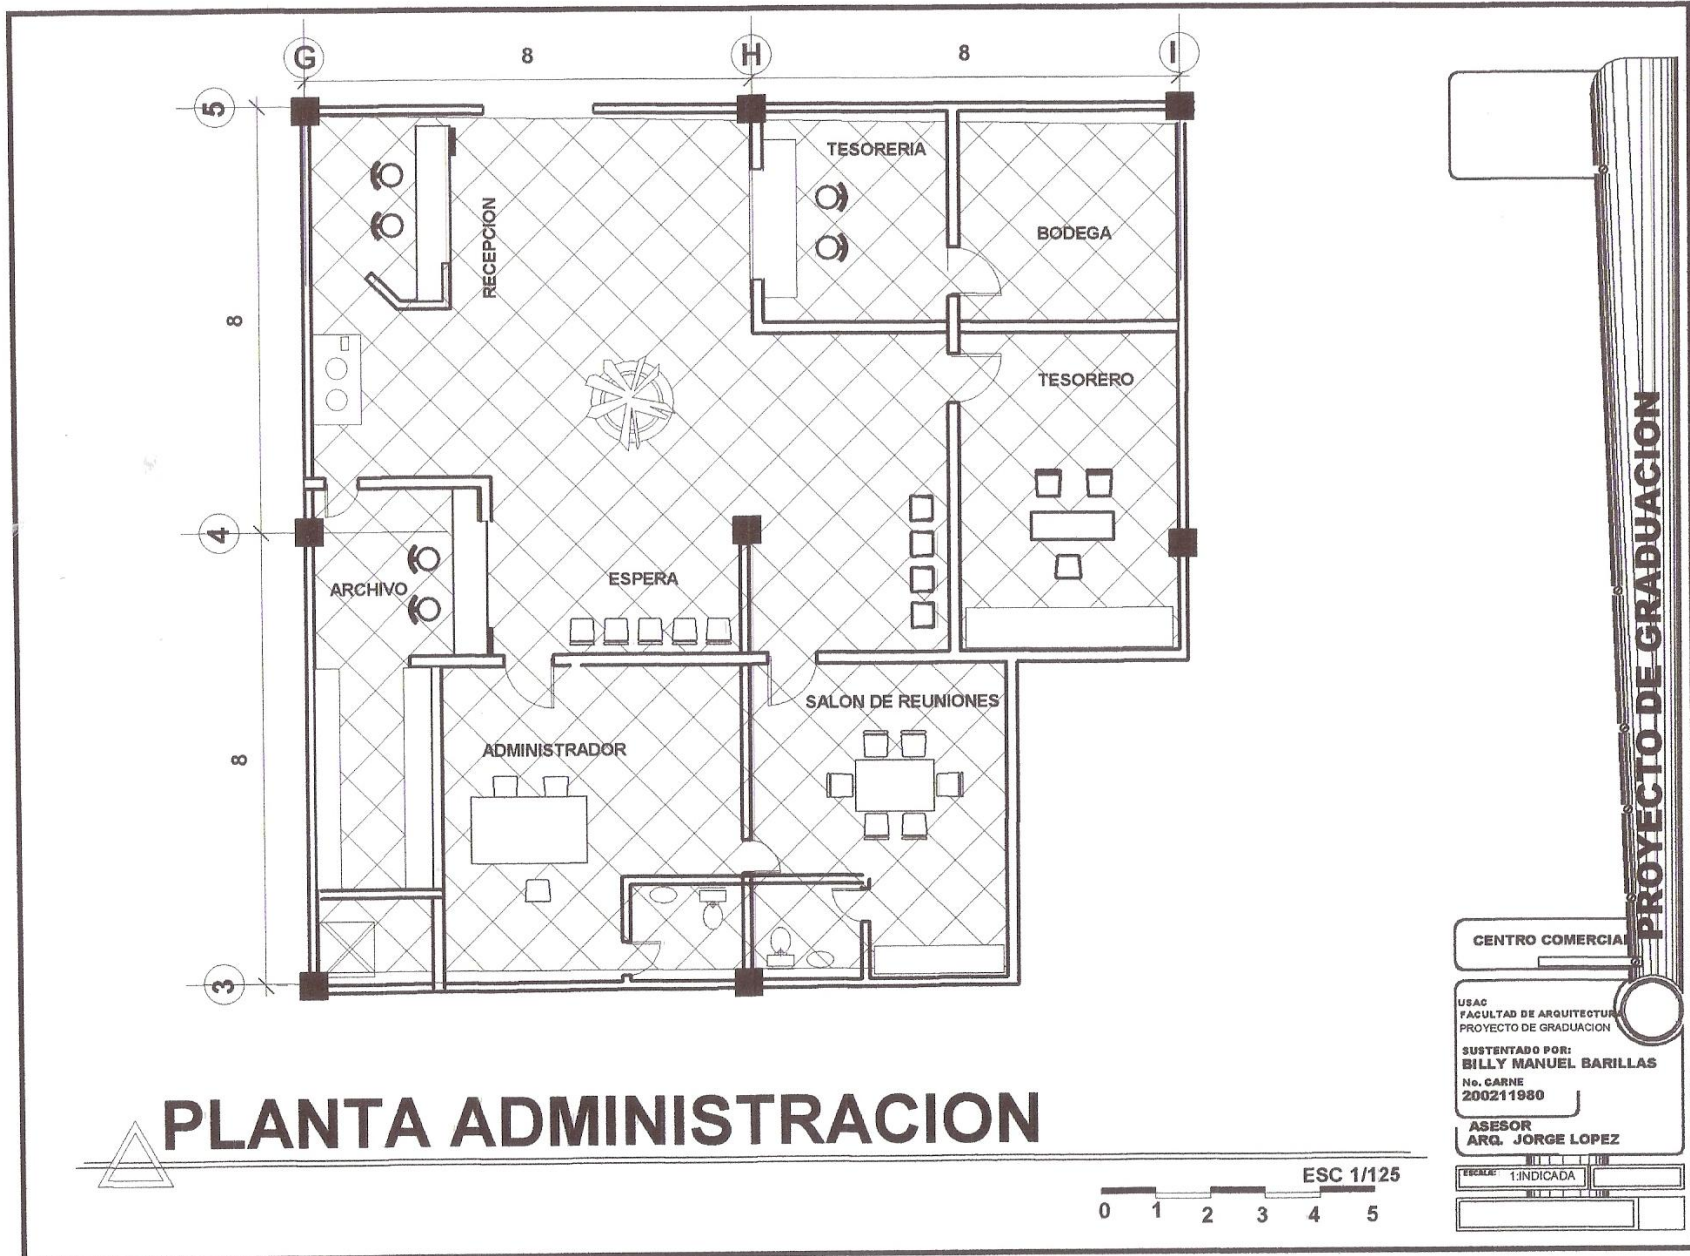 G
8
H
8
I
5
TESORERIA
BODEGA
RECEPCION
8
TESORERO
4
ARCHIVO
ESPERA
SALON DE REUNIONES
ADMINISTRADOR
8
3
PLANTA ADMINISTRACION
ESC 1/125
0 1 2 3 4 5
PROYECTO DE GRADUACION
CENTRO COMERCIAL
USAC
FACULTAD DE ARQUITECTURA
PROYECTO DE GRADUACION
SUSTENTADO POR:
BILLY MANUEL BARILLAS
No. CARNE
200211980
ASESOR
ARQ. JORGE LOPEZ
ESCALA: 1:INDICADA